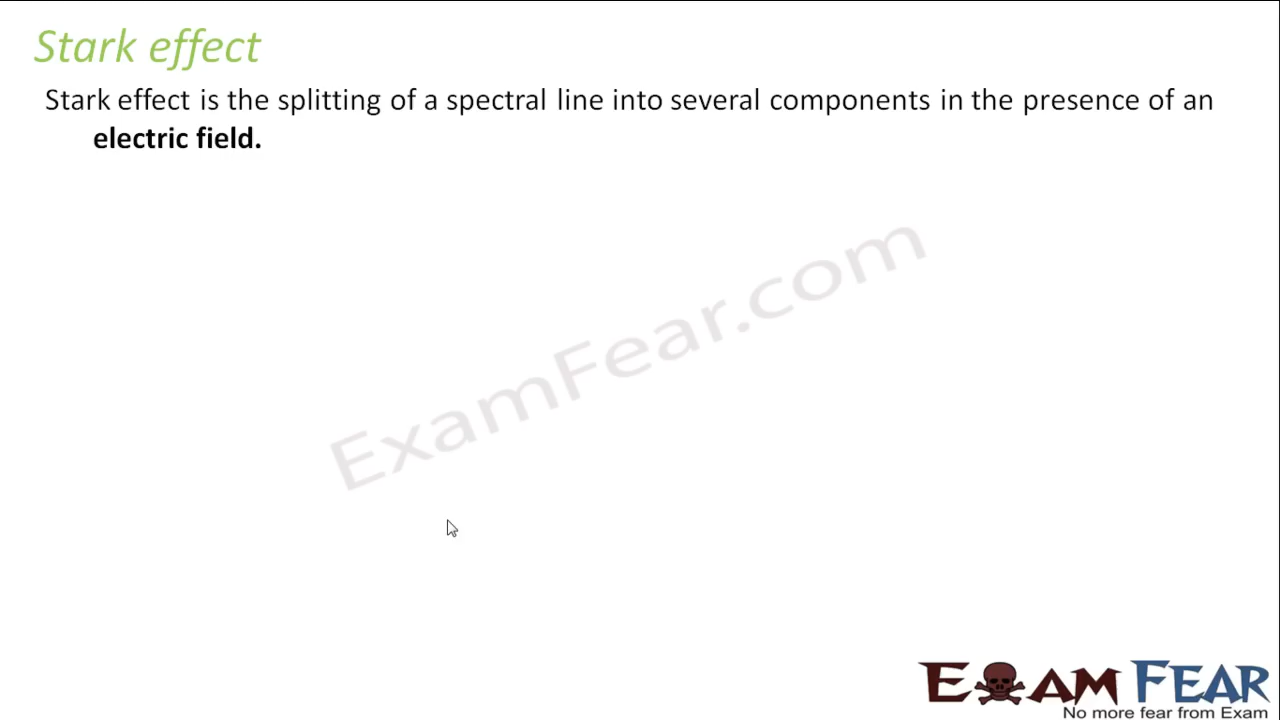 Stark effect
Stark effect is the splitting of a spectral line into several components in the presence of an
electric field.
ExamFear.com
EXAM FEAR
No more fear from Exam